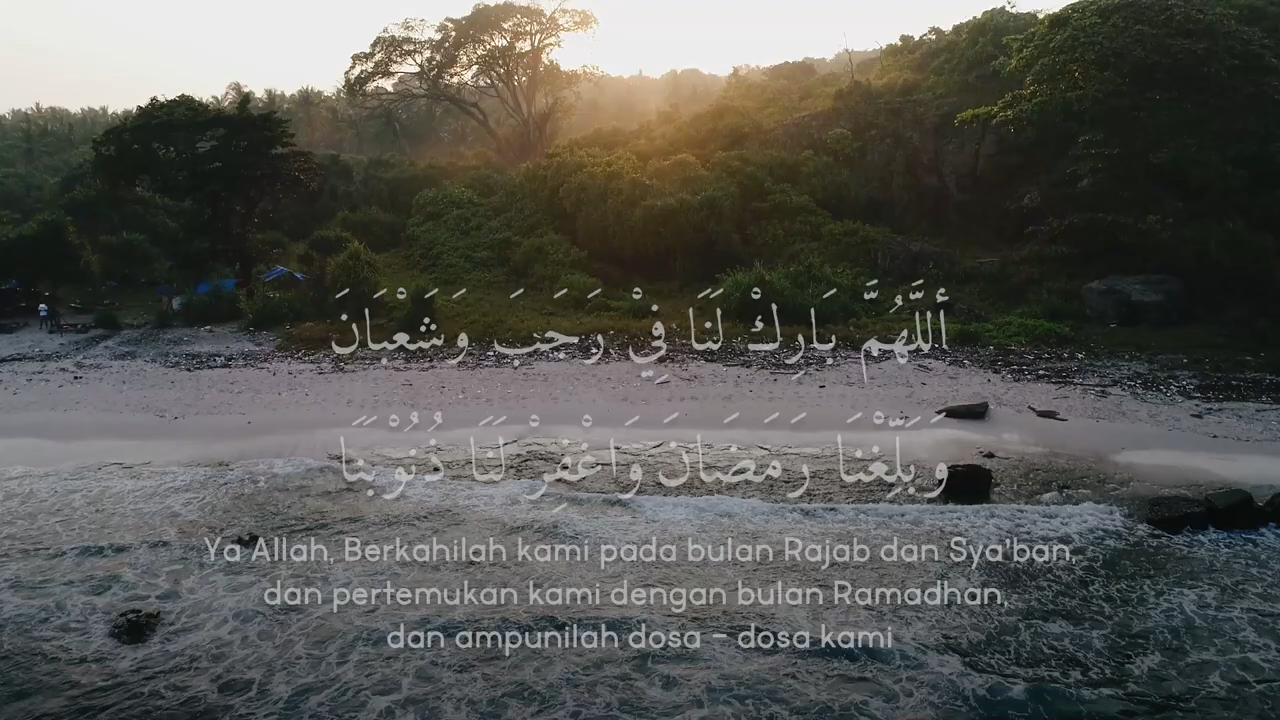 أَللّٰهُمَّ بَارِكْ لَنَا فِيْ رَجَبَ وَشَعْبَانَ
وَبَلِّغْنَا رَمَضَانَ وَاغْفِرْ لَنَا ذُنُوْبَنَا
Ya Allah, Berkahilah kami pada bulan Rajab dan Sya'ban,
dan pertemukan kami dengan bulan Ramadhan,
dan ampunilah dosa – dosa kami